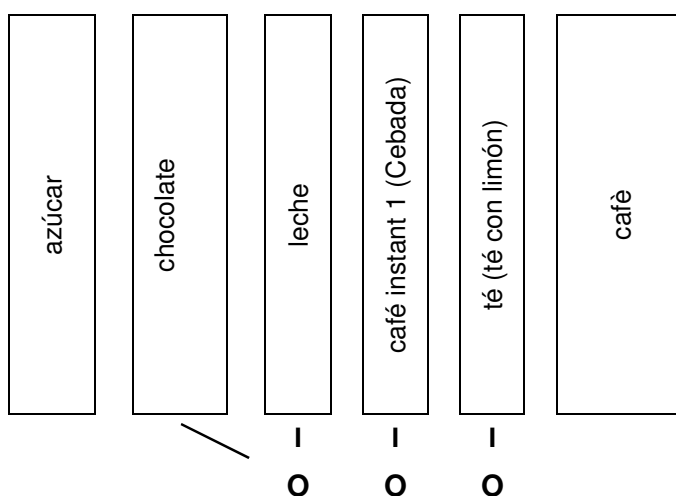 azúcar
chocolate
leche
café instant 1 (Cebada)
té (té con limón)
cafè
I I I
O O O